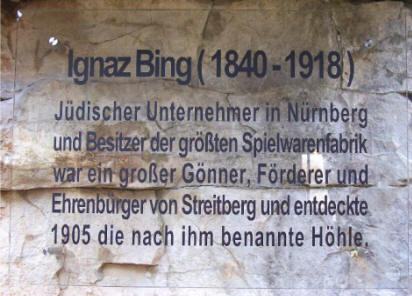 Ignaz Bing ( 1840 - 1918 )
Jüdischer Unternehmer in Nürnberg
und Besitzer der größten Spielwarenfabrik
war ein großer Gönner, Förderer und
Ehrenbürger von Streitberg und entdeckte
1905 die nach ihm benannte Höhle.